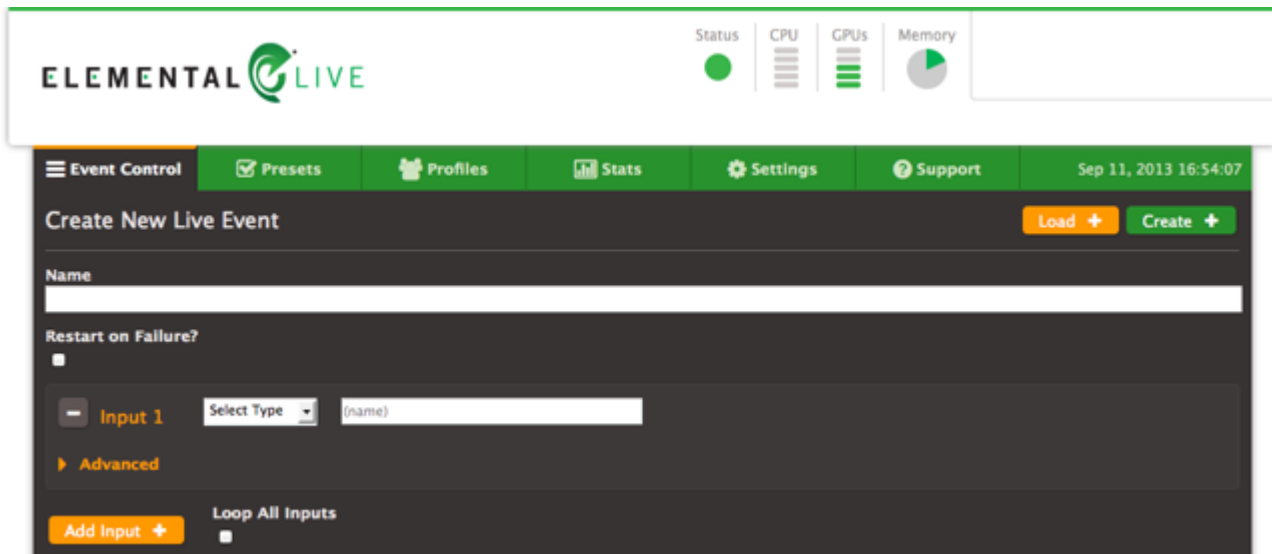 Status CPU GPUs Memory
ELEMENTAL LIVE
Event Control Presets Profiles Stats Settings Support Sep 11, 2013 16:54:07
Create New Live Event Load + Create +
Name
Restart on Failure?
Input 1 Select Type (name)
Advanced
Loop All Inputs
Add Input +